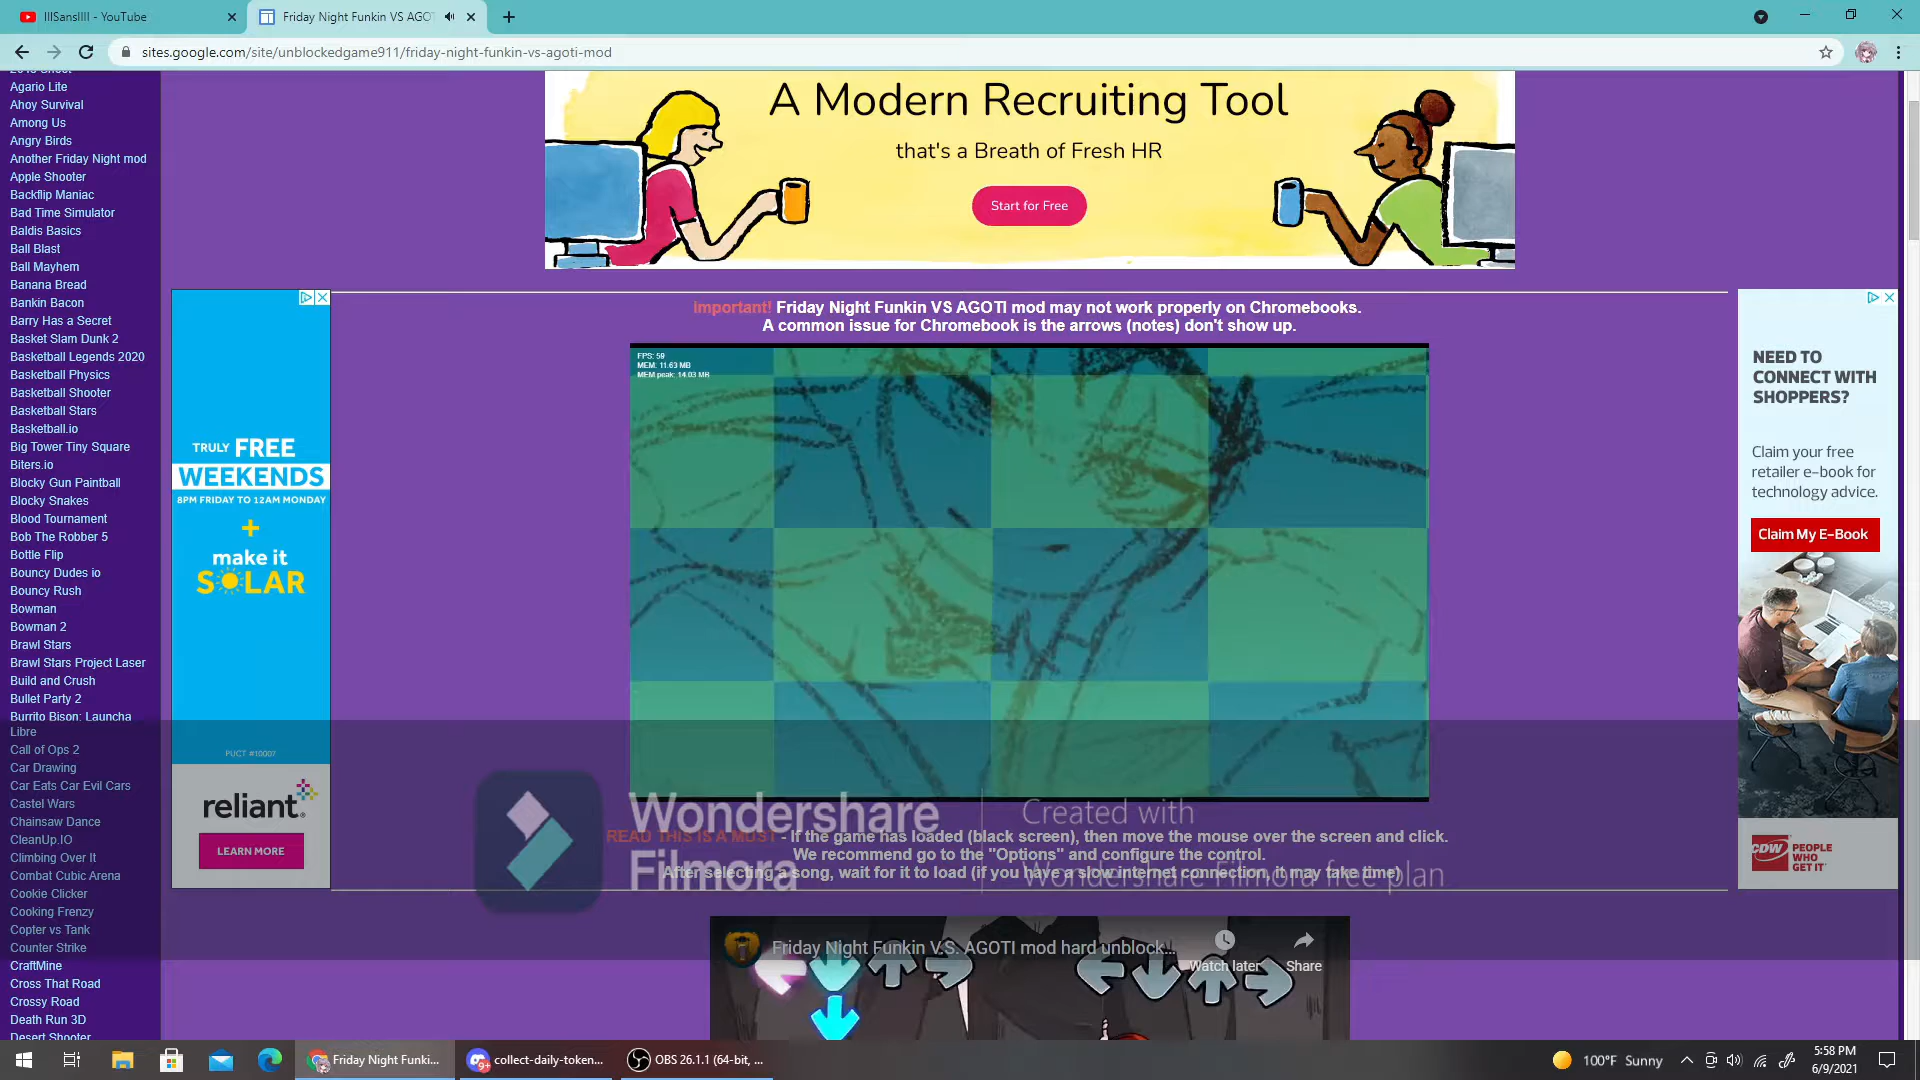 IIISansIIII - YouTube
Friday Night Funkin VS AGOT
sites.google.com/site/unblockedgame911/friday-night-funkin-vs-agoti-mod
Agario Lite
Ahoy Survival
Among Us
Angry Birds
Another Friday Night mod
Apple Shooter
Backflip Maniac
Bad Time Simulator
Baldis Basics
Ball Blast
Ball Mayhem
Banana Bread
Bankin Bacon
Barry Has a Secret
Basket Slam Dunk 2
Basketball Legends 2020
Basketball Physics
Basketball Shooter
Basketball Stars
Basketball.io
Big Tower Tiny Square
Biters.io
Blocky Gun Paintball
Blocky Snakes
Blood Tournament
Bob The Robber 5
Bottle Flip
Bouncy Dudes io
Bouncy Rush
Bowman
Bowman 2
Brawl Stars
Brawl Stars Project Laser
Build and Crush
Bullet Party 2
Burrito Bison: Launcha
Libre
Call of Ops 2
Car Drawing
Car Eats Car Evil Cars
Castel Wars
Chainsaw Dance
CleanUp.IO
Climbing Over It
Combat Cubic Arena
Cookie Clicker
Cooking Frenzy
Copter vs Tank
Counter Strike
CraftMine
Cross That Road
Crossy Road
Death Run 3D
Desert Shooter
A Modern Recruiting Tool
that's a Breath of Fresh HR
Start for Free
TRULY FREE
WEEKENDS
8PM FRIDAY TO 12AM MONDAY
+
make it
SOLAR
PUCT #10007
reliant
LEARN MORE
Important! Friday Night Funkin VS AGOTI mod may not work properly on Chromebooks.
A common issue for Chromebook is the arrows (notes) don't show up.
FPS: 59
MEM: 11.63 MB
MEM peak: 14.03 MB
READ THIS IS A MUST - If the game has loaded (black screen), then move the mouse over the screen and click.
We recommend go to the "Options" and configure the control.
After selecting a song, wait for it to load (if you have a slow internet connection, it may take time)
Wondershare
Filmora
Created with
Wondershare Filmora free plan
Friday Night Funkin V.S. AGOTI mod hard unblock...
Watch later
Share
NEED TO
CONNECT WITH
SHOPPERS?
Claim your free
retailer e-book for
technology advice.
Claim My E-Book
CDW
PEOPLE
WHO
GET IT
Friday Night Funki...
9+
collect-daily-token...
OBS 26.1.1 (64-bit, ...
100°F Sunny
5:58 PM
6/9/2021